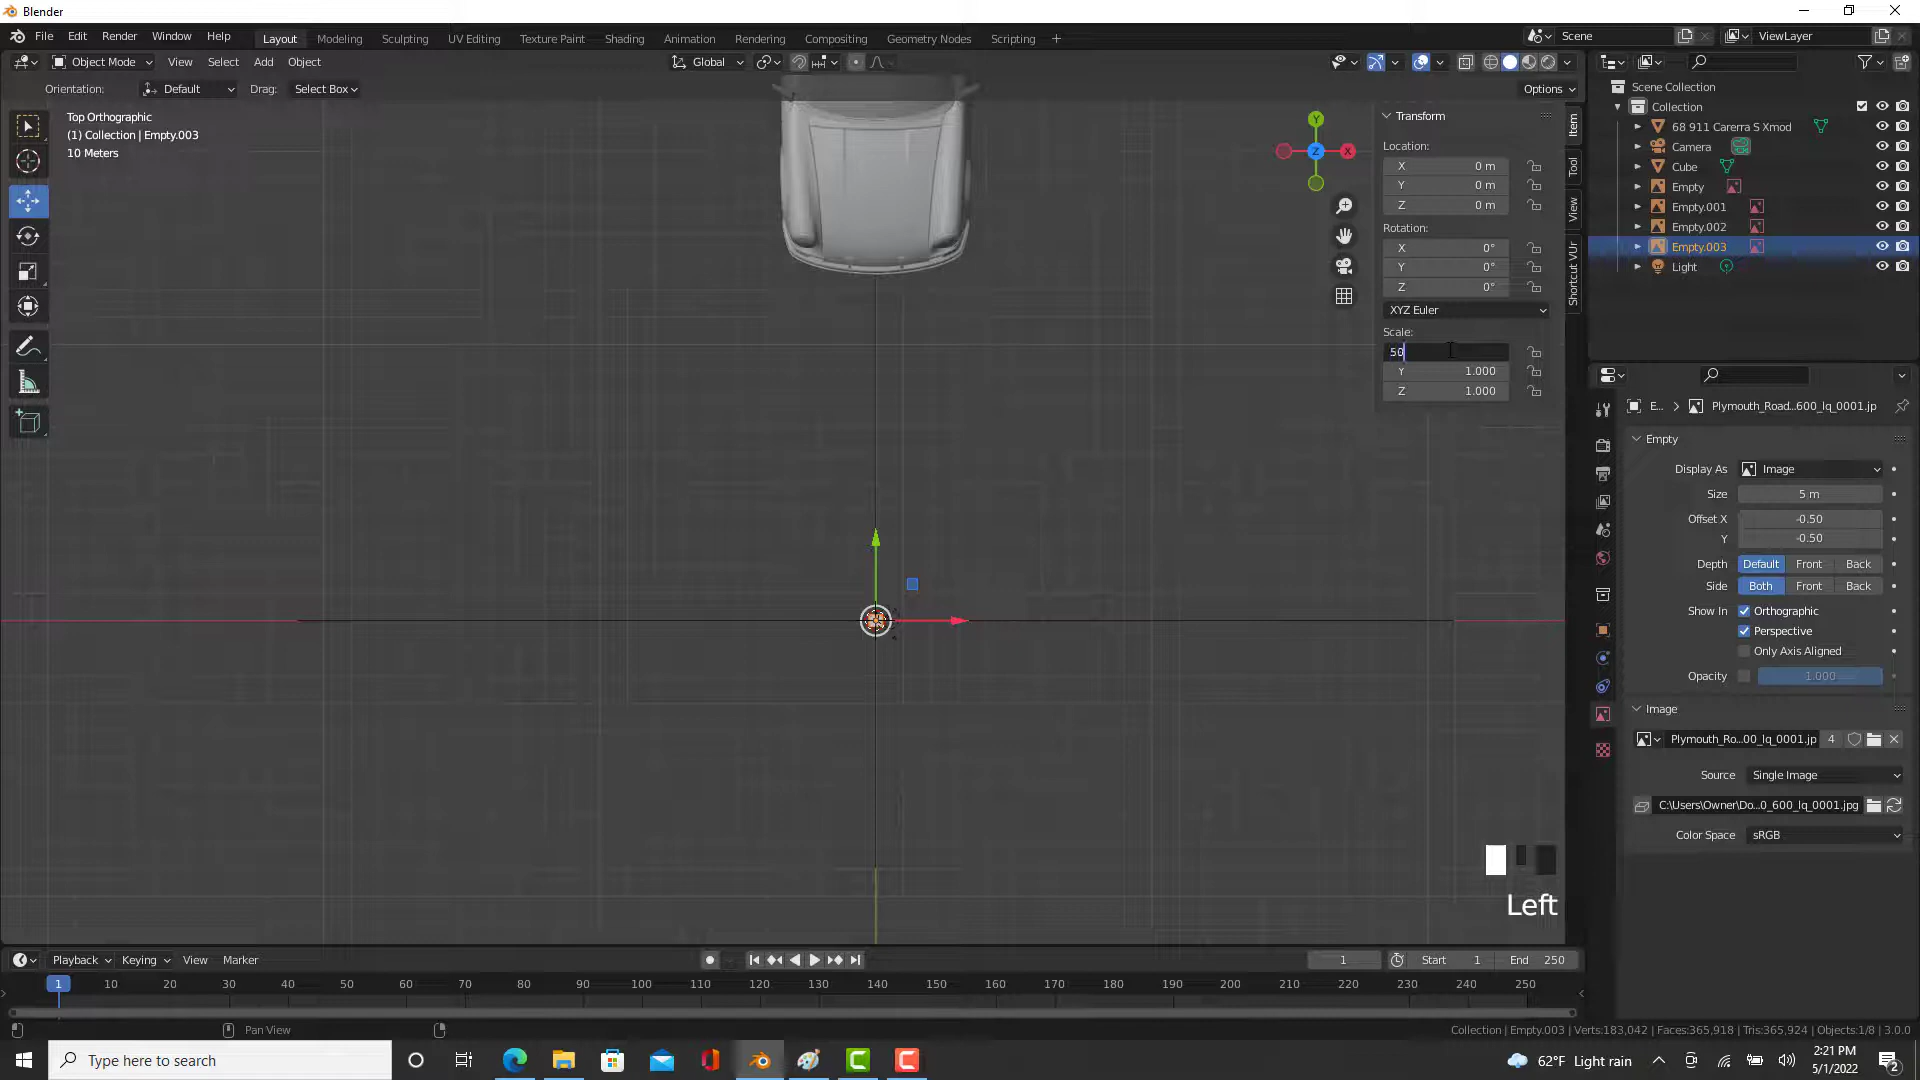 Blender
File Edit Render Window Help
Layout Modeling Sculpting UV Editing Texture Paint Shading Animation Rendering Compositing Geometry Nodes Scripting +
Scene
ViewLayer
Object Mode View Select Add Object
Global
Orientation: Default Drag: Select Box
Options
Top Orthographic
(1) Collection | Empty.003
10 Meters
Y
Z
X
Transform
Location:
X 0 m
Y 0 m
Z 0 m
Rotation:
X 0°
Y 0°
Z 0°
XYZ Euler
Scale:
50
Y 1.000
Z 1.000
Item
Tool
View
Shortcut VUr
Scene Collection
Collection
68 911 Carerra S Xmod
Camera
Cube
Empty
Empty.001
Empty.002
Empty.003
Light
E... > Plymouth_Road...600_lq_0001.jp
Empty
Display As Image
Size 5 m
Offset X -0.50
Y -0.50
Depth Default Front Back
Side Both Front Back
Show In Orthographic
Perspective
Only Axis Aligned
Opacity 1.000
Image
Plymouth_Ro...00_lq_0001.jp 4
Source Single Image
C:\Users\Owner\Do...0_600_lq_0001.jpg
Color Space sRGB
Left
Playback Keying View Marker
1 Start 1 End 250
1 10 20 30 40 50 60 70 80 90 100 110 120 130 140 150 160 170 180 190 200 210 220 230 240 250
Pan View
Collection | Empty.003 | Verts:183,042 | Faces:365,918 | Tris:365,924 | Objects:1/8 | 3.0.0
Type here to search
62°F Light rain
2:21 PM
5/1/2022
2